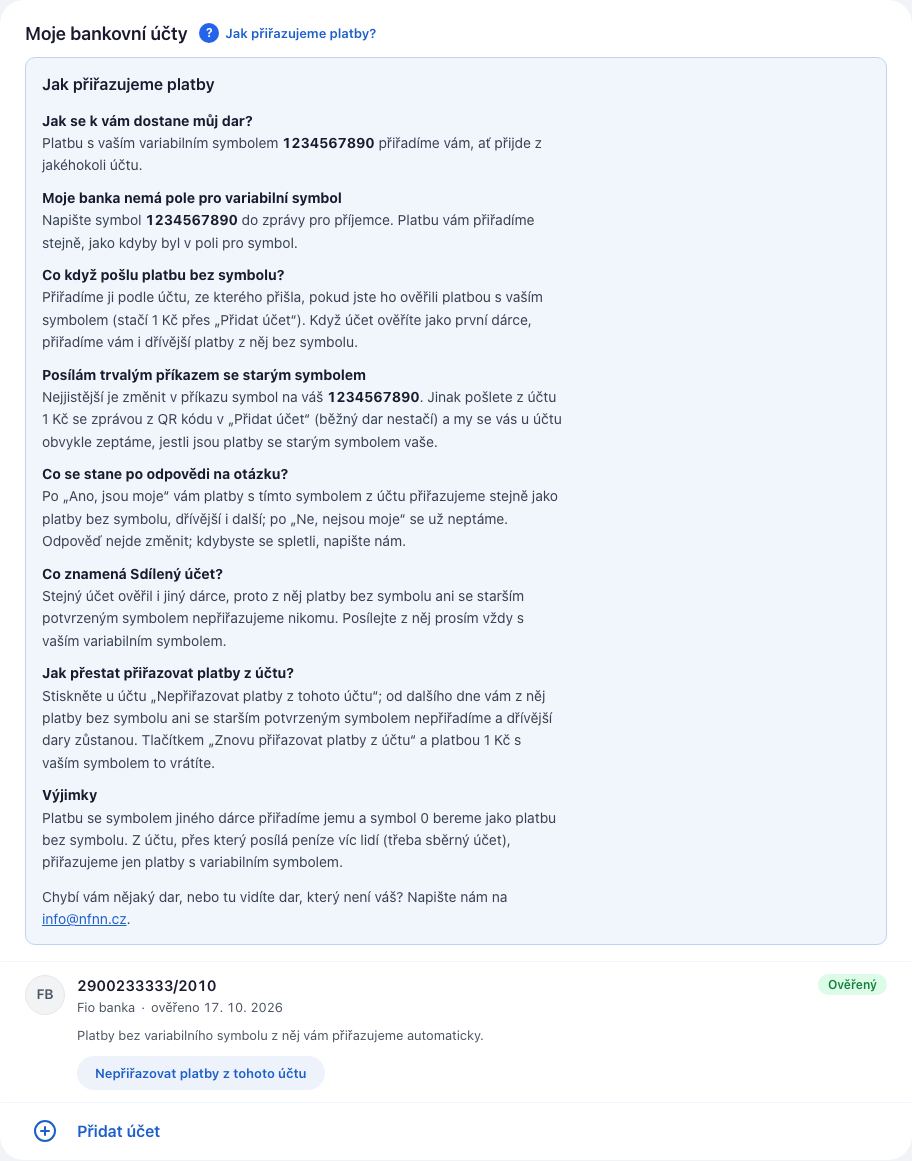 Moje bankovní účty
? Jak přiřazujeme platby?
Jak přiřazujeme platby
Jak se k vám dostane můj dar?
Platbu s vaším variabilním symbolem 1234567890 přiřadíme vám, ať přijde z
jakéhokoli účtu.
Moje banka nemá pole pro variabilní symbol
Napište symbol 1234567890 do zprávy pro příjemce. Platbu vám přiřadíme
stejně, jako kdyby byl v poli pro symbol.
Co když pošlu platbu bez symbolu?
Přiřadíme ji podle účtu, ze kterého přišla, pokud jste ho ověřili platbou s vaším
symbolem (stačí 1 Kč přes „Přidat účet“). Když účet ověříte jako první dárce,
přiřadíme vám i dřívější platby z něj bez symbolu.
Posílám trvalým příkazem se starým symbolem
Nejjistější je změnit v příkazu symbol na váš 1234567890. Jinak pošlete z účtu
1 Kč se zprávou z QR kódu v „Přidat účet“ (běžný dar nestačí) a my se vás u účtu
obvykle zeptáme, jestli jsou platby se starým symbolem vaše.
Co se stane po odpovědi na otázku?
Po „Ano, jsou moje“ vám platby s tímto symbolem z účtu přiřazujeme stejně jako
platby bez symbolu, dřívější i další; po „Ne, nejsou moje“ se už neptáme.
Odpověď nejde změnit; kdybyste se spletli, napište nám.
Co znamená Sdílený účet?
Stejný účet ověřil i jiný dárce, proto z něj platby bez symbolu ani se starším
potvrzeným symbolem nepřiřazujeme nikomu. Posílejte z něj prosím vždy s
vaším variabilním symbolem.
Jak přestat přiřazovat platby z účtu?
Stiskněte u účtu „Nepřiřazovat platby z tohoto účtu“; od dalšího dne vám z něj
platby bez symbolu ani se starším potvrzeným symbolem nepřiřadíme a dřívější
dary zůstanou. Tlačítkem „Znovu přiřazovat platby z účtu“ a platbou 1 Kč s
vaším symbolem to vrátíte.
Výjimky
Platbu se symbolem jiného dárce přiřadíme jemu a symbol 0 bereme jako platbu
bez symbolu. Z účtu, přes který posílá peníze víc lidí (třeba sběrný účet),
přiřazujeme jen platby s variabilním symbolem.
Chybí vám nějaký dar, nebo tu vidíte dar, který není váš? Napište nám na
info@nfnn.cz.
FB
2900233333/2010
Ověřený
Fio banka · ověřeno 17. 10. 2026
Platby bez variabilního symbolu z něj vám přiřazujeme automaticky.
Nepřiřazovat platby z tohoto účtu
Přidat účet